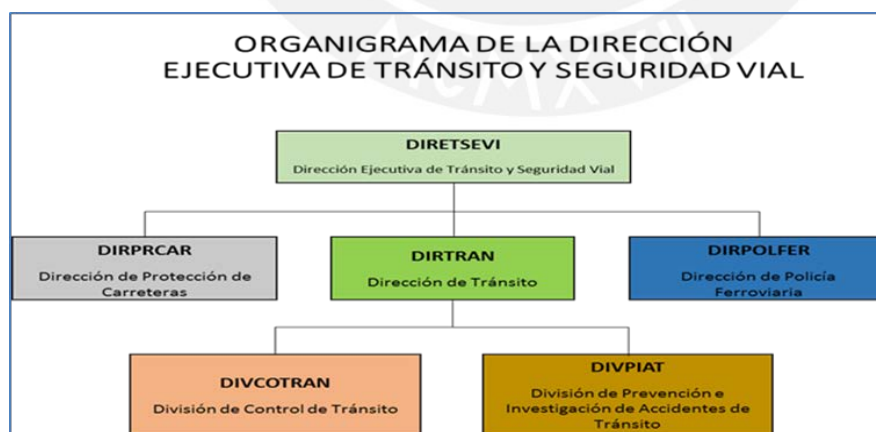 ORGANIGRAMA DE LA DIRECCIÓN
EJECUTIVA DE TRÁNSITO Y SEGURIDAD VIAL
DIRETSEVI
Dirección Ejecutiva de Tránsito y Seguridad Vial
DIRPRCAR
Dirección de Protección de
Carreteras
DIRTRAN
Dirección de Tránsito
DIRPOLFER
Dirección de Policía
Ferroviaria
DIVCOTRAN
División de Control de Tránsito
DIVPIAT
División de Prevención e
Investigación de Accidentes de
Tránsito